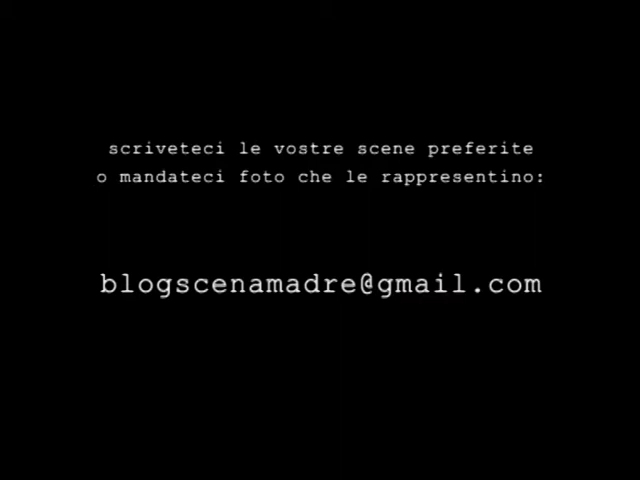 scriveteci le vostre scene preferite
o mandateci foto che le rappresentino:
blogscenamadre@gmail.com